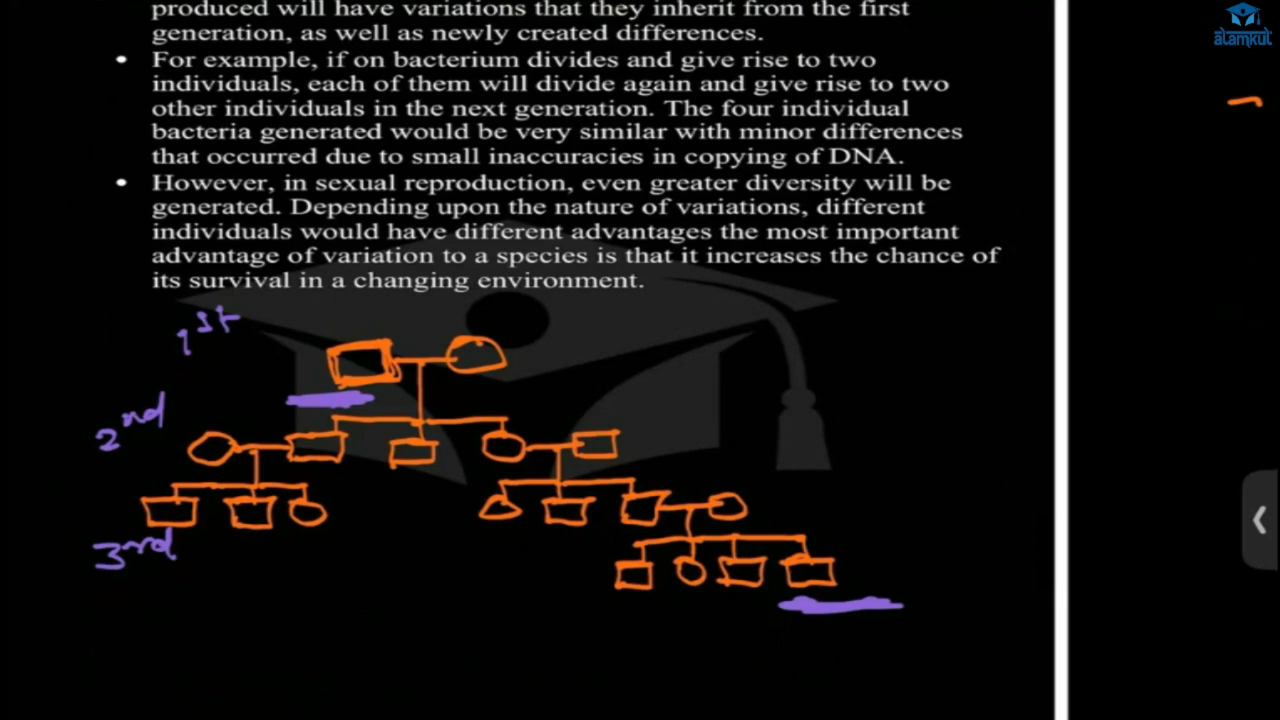 produced will have variations that they inherit from the first
generation, as well as newly created differences.
• For example, if on bacterium divides and give rise to two
individuals, each of them will divide again and give rise to two
other individuals in the next generation. The four individual
bacteria generated would be very similar with minor differences
that occurred due to small inaccuracies in copying of DNA.
• However, in sexual reproduction, even greater diversity will be
generated. Depending upon the nature of variations, different
individuals would have different advantages the most important
advantage of variation to a species is that it increases the chance of
its survival in a changing environment.
1st
2nd
3rd
alamkul